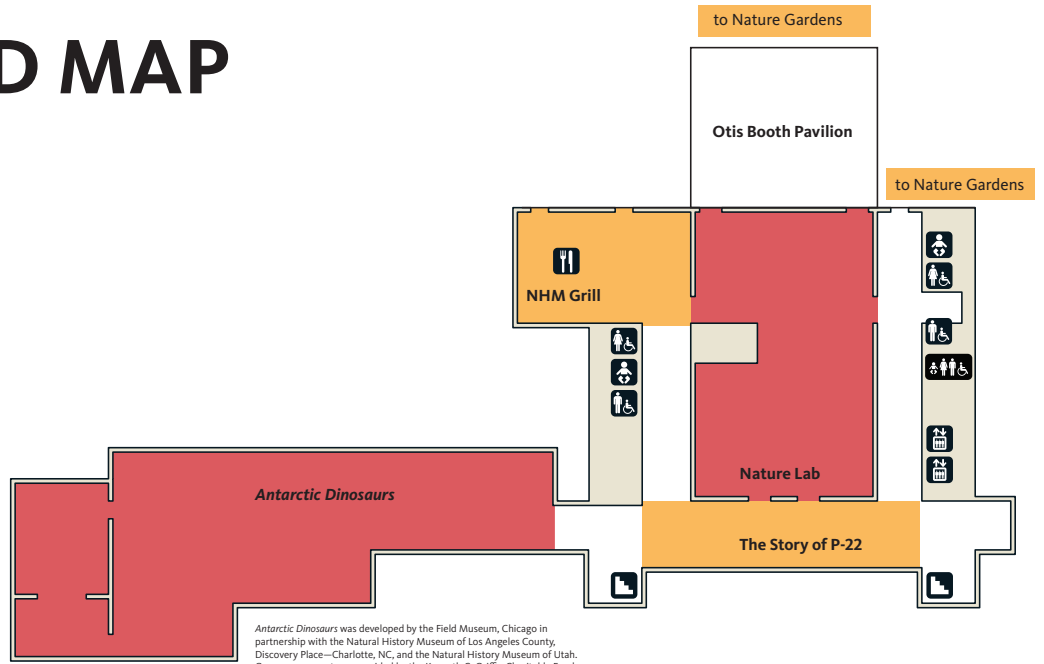 to Nature Gardens
D MAP
Otis Booth Pavilion
to Nature Gardens
NHM Grill
Nature Lab
Antarctic Dinosaurs
The Story of P-22
Antarctic Dinosaurs was developed by the Field Museum, Chicago in
partnership with the Natural History Museum of Los Angeles County,
Discovery Place—Charlotte, NC, and the Natural History Museum of Utah.